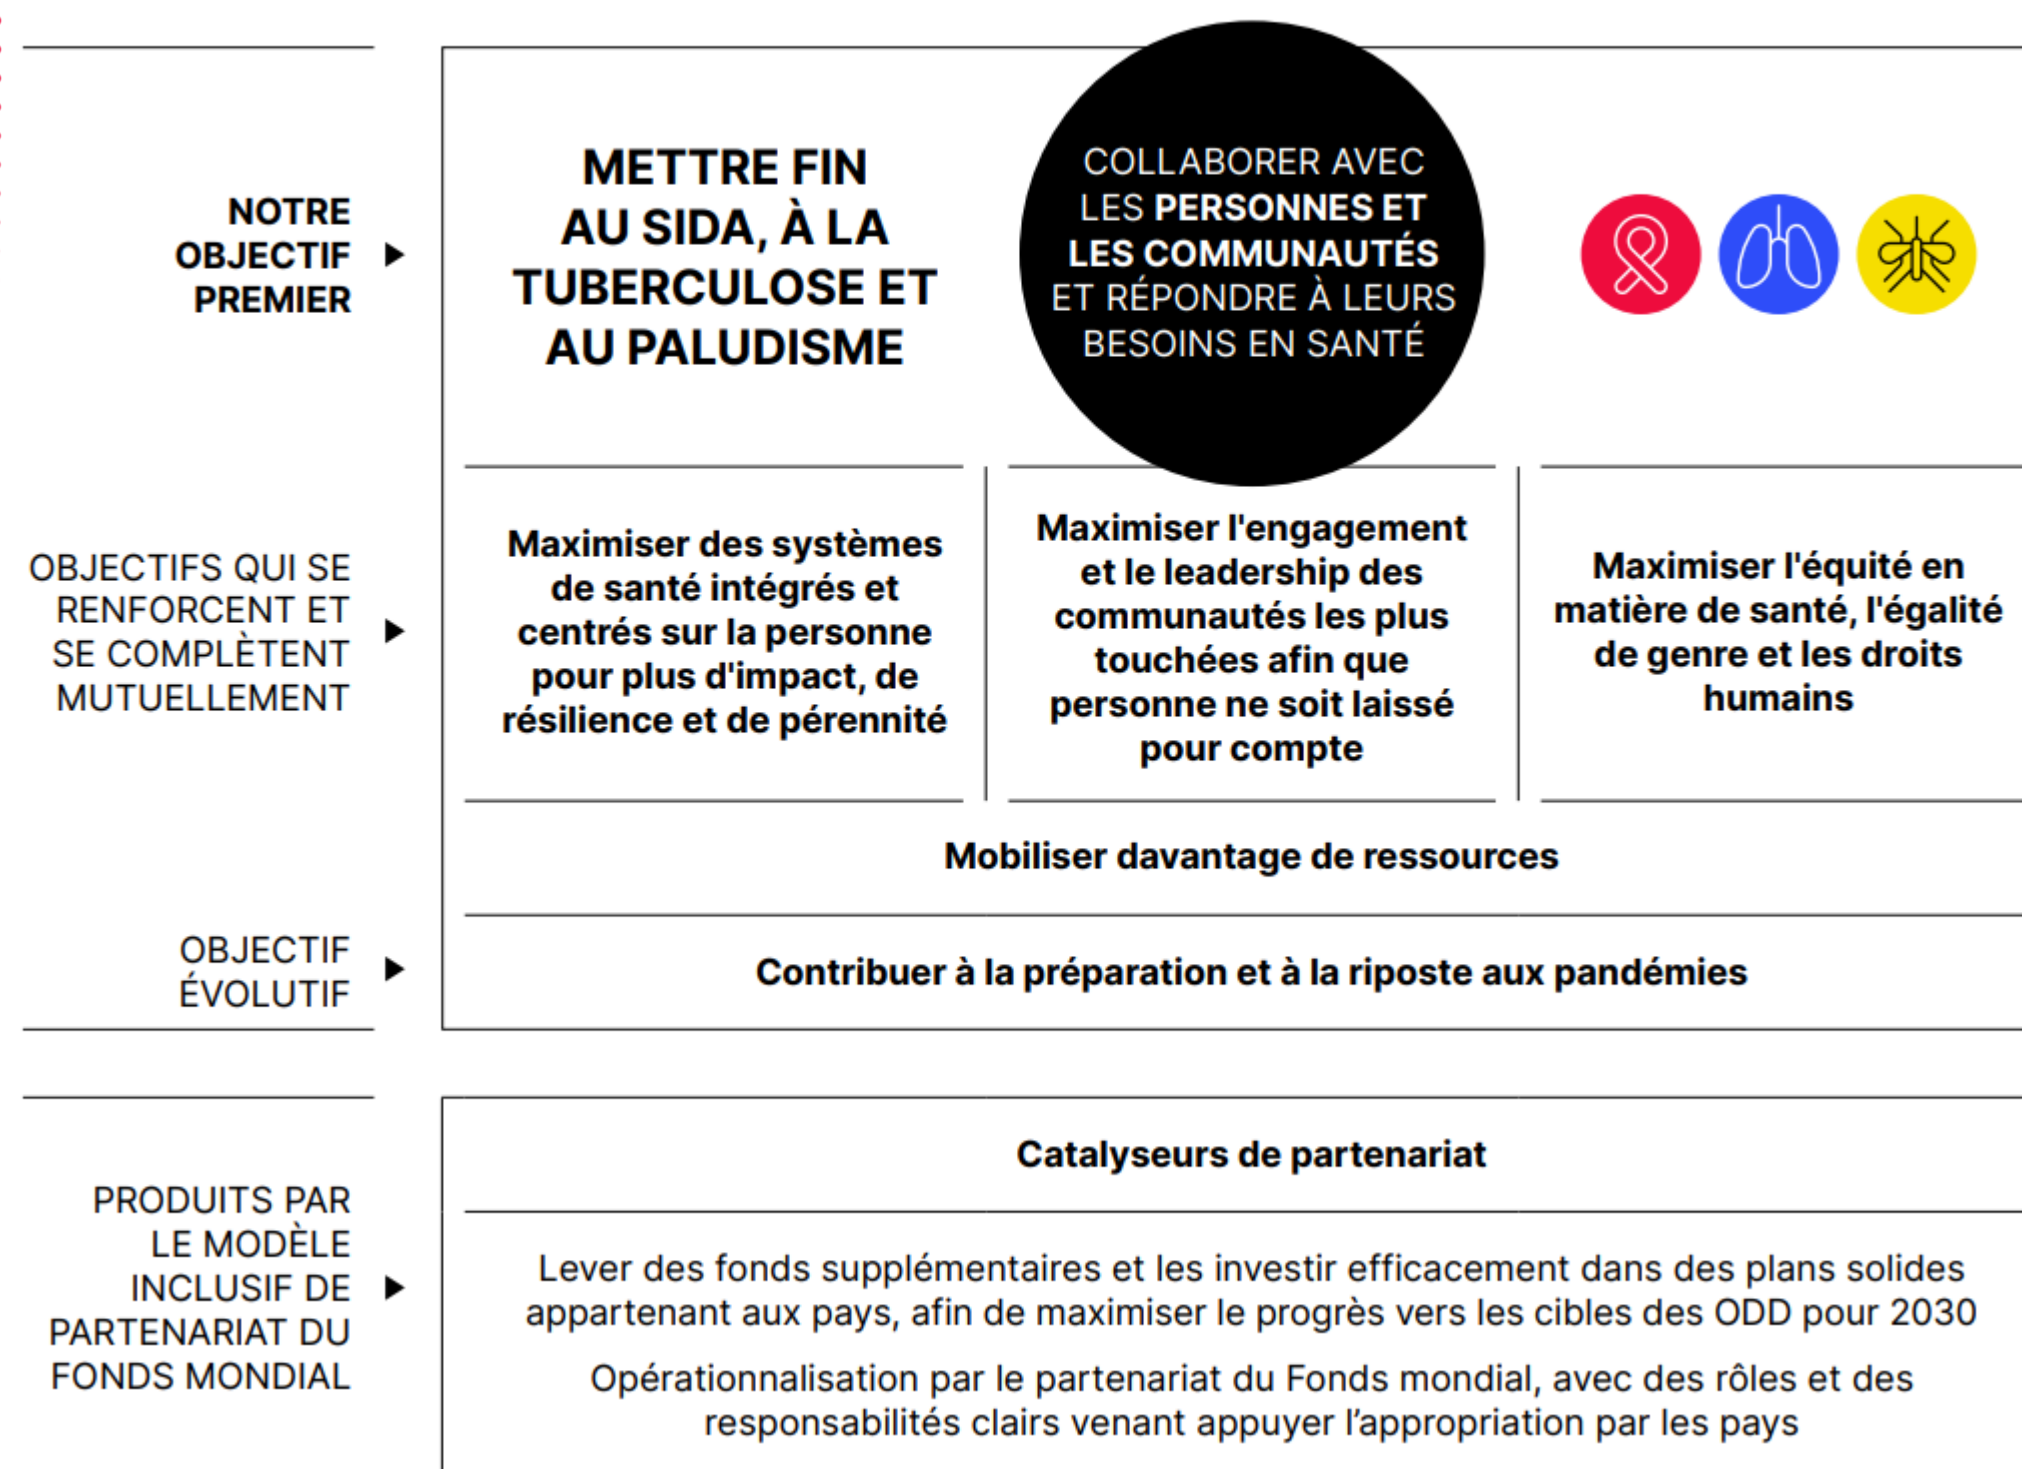 NOTRE
OBJECTIF
PREMIER
METTRE FIN
AU SIDA, À LA
TUBERCULOSE ET
AU PALUDISME
COLLABORER AVEC
LES PERSONNES ET
LES COMMUNAUTÉS
ET RÉPONDRE À LEURS
BESOINS EN SANTÉ
OBJECTIFS QUI SE
RENFORCENT ET
SE COMPLÈTENT
MUTUELLEMENT
Maximiser des systèmes
de santé intégrés et
centrés sur la personne
pour plus d'impact, de
résilience et de pérennité
Maximiser l'engagement
et le leadership des
communautés les plus
touchées afin que
personne ne soit laissé
pour compte
Maximiser l'équité en
matière de santé, l'égalité
de genre et les droits
humains
Mobiliser davantage de ressources
OBJECTIF
ÉVOLUTIF
Contribuer à la préparation et à la riposte aux pandémies
PRODUITS PAR
LE MODÈLE
INCLUSIF DE
PARTENARIAT DU
FONDS MONDIAL
Catalyseurs de partenariat
Lever des fonds supplémentaires et les investir efficacement dans des plans solides
appartenant aux pays, afin de maximiser le progrès vers les cibles des ODD pour 2030
Opérationnalisation par le partenariat du Fonds mondial, avec des rôles et des
responsabilités clairs venant appuyer l’appropriation par les pays